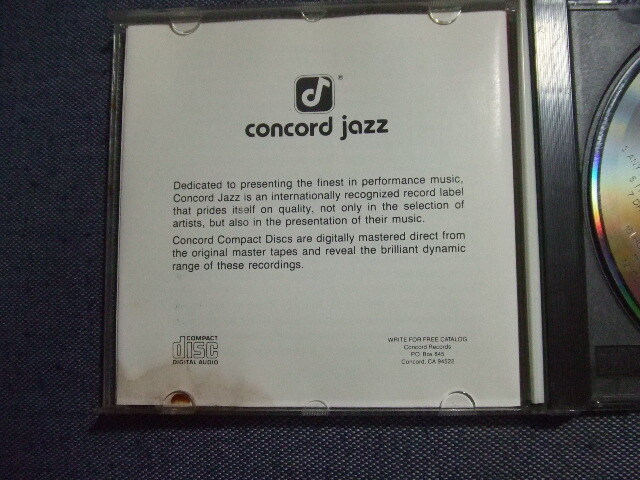 ®
concord jazz
Dedicated to presenting the finest in performance music,
Concord Jazz is an internationally recognized record label
that prides itself on quality, not only in the selection of
artists, but also in the presentation of their music.
Concord Compact Discs are digitally mastered direct from
the original master tapes and reveal the brilliant dynamic
range of these recordings.
COMPACT
disc
DIGITAL AUDIO
WRITE FOR FREE CATALOG
Concord Records
P.O. Box 845
Concord, CA 94522